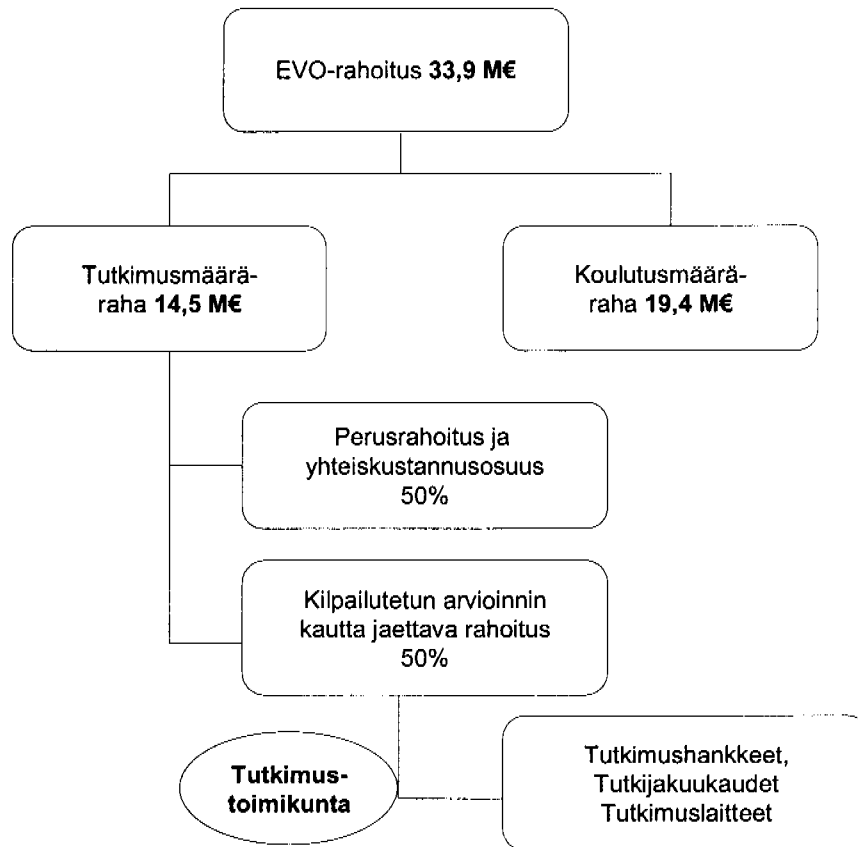 EVO-rahoitus 33,9 M€
Tutkimusmäärä-
raha 14,5 M€
Koulutusmäärä-
raha 19,4 M€
Perusrahoitus ja
yhteiskustannusosuus
50%
Kilpailutetun arvioinnin
kautta jaettava rahoitus
50%
Tutkimus-
toimikunta
Tutkimushankkeet,
Tutkijakuukaudet
Tutkimuslaitteet